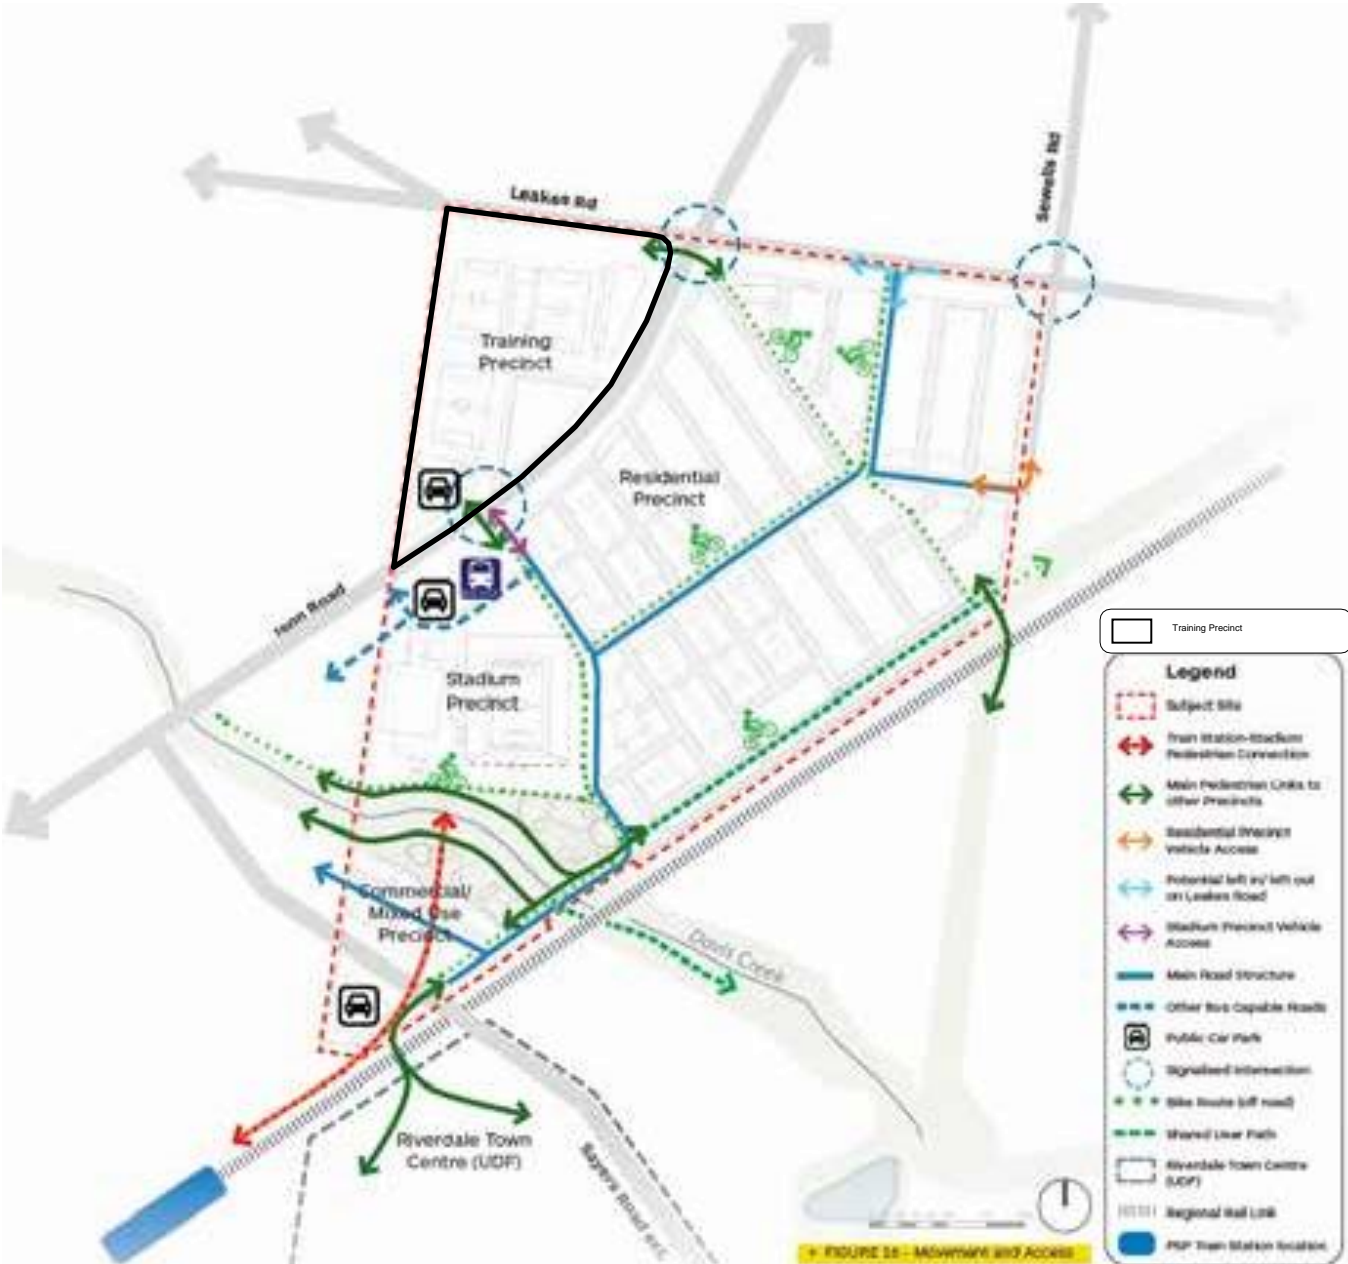 Leakes Rd
Sewells Rd
Training
Precinct
Residential
Precinct
Ison Road
Stadium
Precinct
Commercial/
Mixed Use
Precinct
Davis Creek
Riverdale Town
Centre (UDF)
Sayers Road
Training Precinct
Legend
Subject Site
Train Station-Stadium
Pedestrian Connection
Main Pedestrian Links to
other Precincts
Residential Precinct
Vehicle Access
Potential left in/ left out
on Leakes Road
Stadium Precinct Vehicle
Access
Main Road Structure
Other Bus Capable Roads
Public Car Park
Signalised Intersection
Bike Route (off road)
Shared User Path
Riverdale Town Centre
(UDF)
Regional Rail Link
PSP Train Station location
+ FIGURE 16 - Movement and Access